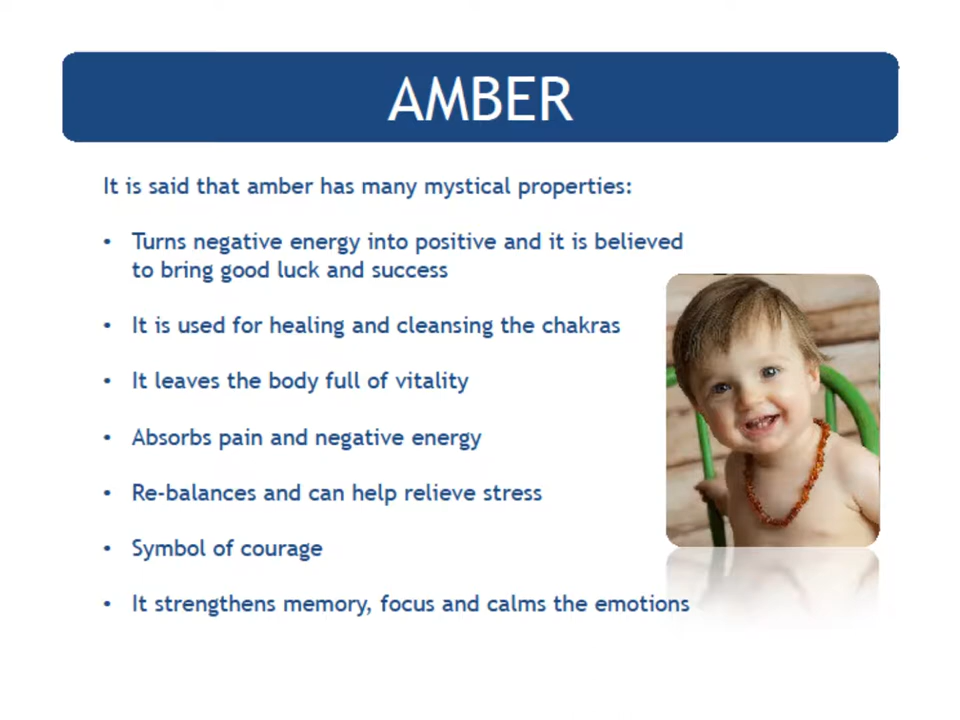 AMBER
It is said that amber has many mystical properties:
• Turns negative energy into positive and it is believed
to bring good luck and success
• It is used for healing and cleansing the chakras
• It leaves the body full of vitality
• Absorbs pain and negative energy
• Re-balances and can help relieve stress
• Symbol of courage
• It strengthens memory, focus and calms the emotions